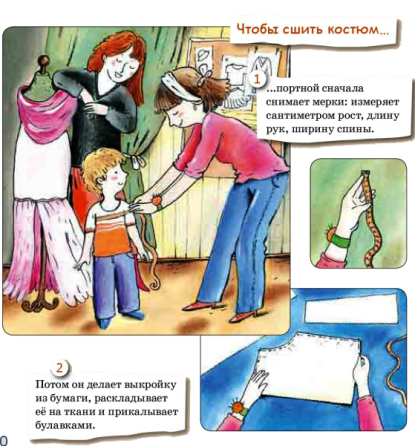 Чтобы сшить костюм...
1
...портной сначала
снимает мерки: измеряет
сантиметром рост, длину
рук, ширину спины.
2
Потом он делает выкройку
из бумаги, раскладывает
её на ткани и прикалывает
булавками.
0